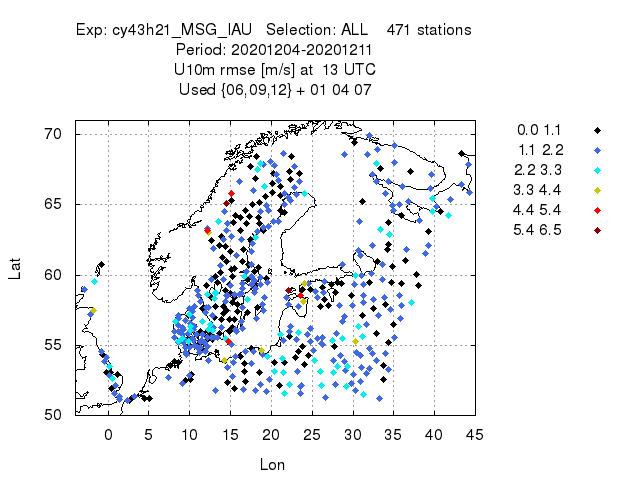 Exp: cy43h21_MSG_IAU   Selection: ALL    471 stations
Period: 20201204-20201211
U10m rmse [m/s] at  13 UTC
Used {06,09,12} + 01 04 07
0.0 1.1
1.1 2.2
2.2 3.3
3.3 4.4
4.4 5.4
5.4 6.5
70
65
60
55
50
Lat
0 5 10 15 20 25 30 35 40 45
Lon